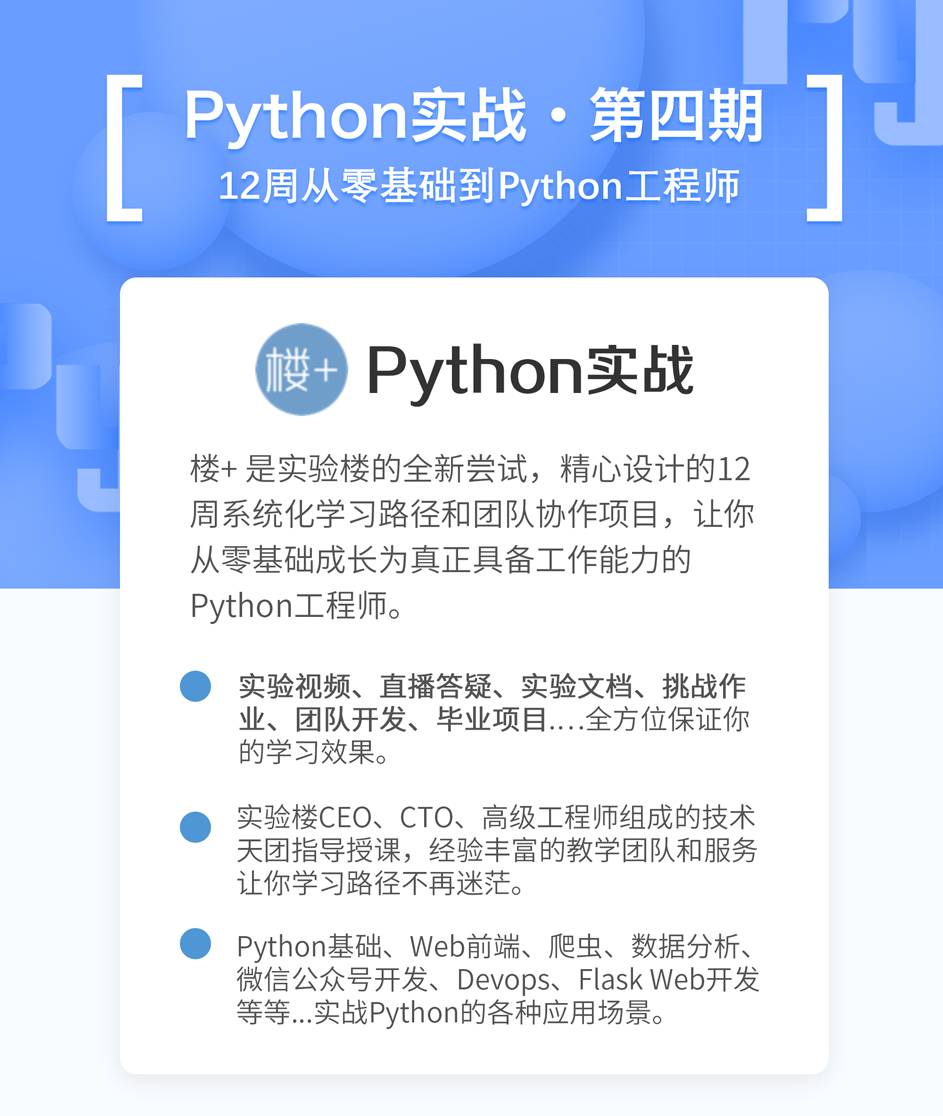 Python实战·第四期
12周从零基础到Python工程师
楼+ Python实战
楼+ 是实验楼的全新尝试，精心设计的12
周系统化学习路径和团队协作项目，让你
从零基础成长为真正具备工作能力的
Python工程师。
实验视频、直播答疑、实验文档、挑战作
业、团队开发、毕业项目....全方位保证你
的学习效果。
实验楼CEO、CTO、高级工程师组成的技术
天团指导授课，经验丰富的教学团队和服务
让你学习路径不再迷茫。
Python基础、Web前端、爬虫、数据分析、
微信公众号开发、Devops、Flask Web开发
等等...实战Python的各种应用场景。